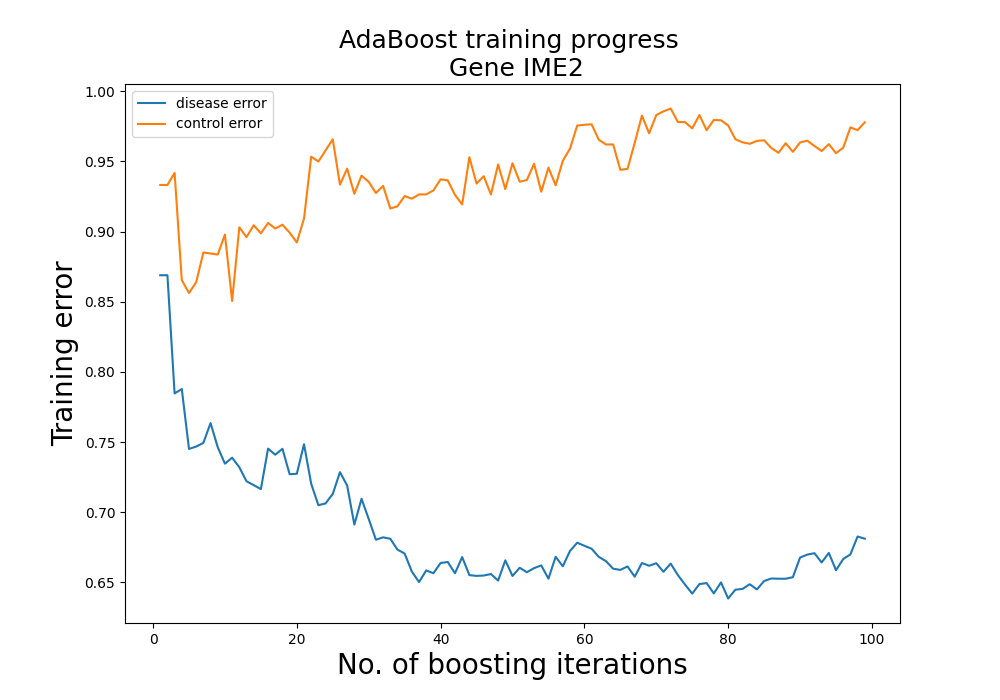 AdaBoost training progress
Gene IME2
disease error
control error
1.00
0.95
0.90
0.85
0.80
0.75
0.70
0.65
Training error
0 20 40 60 80 100
No. of boosting iterations